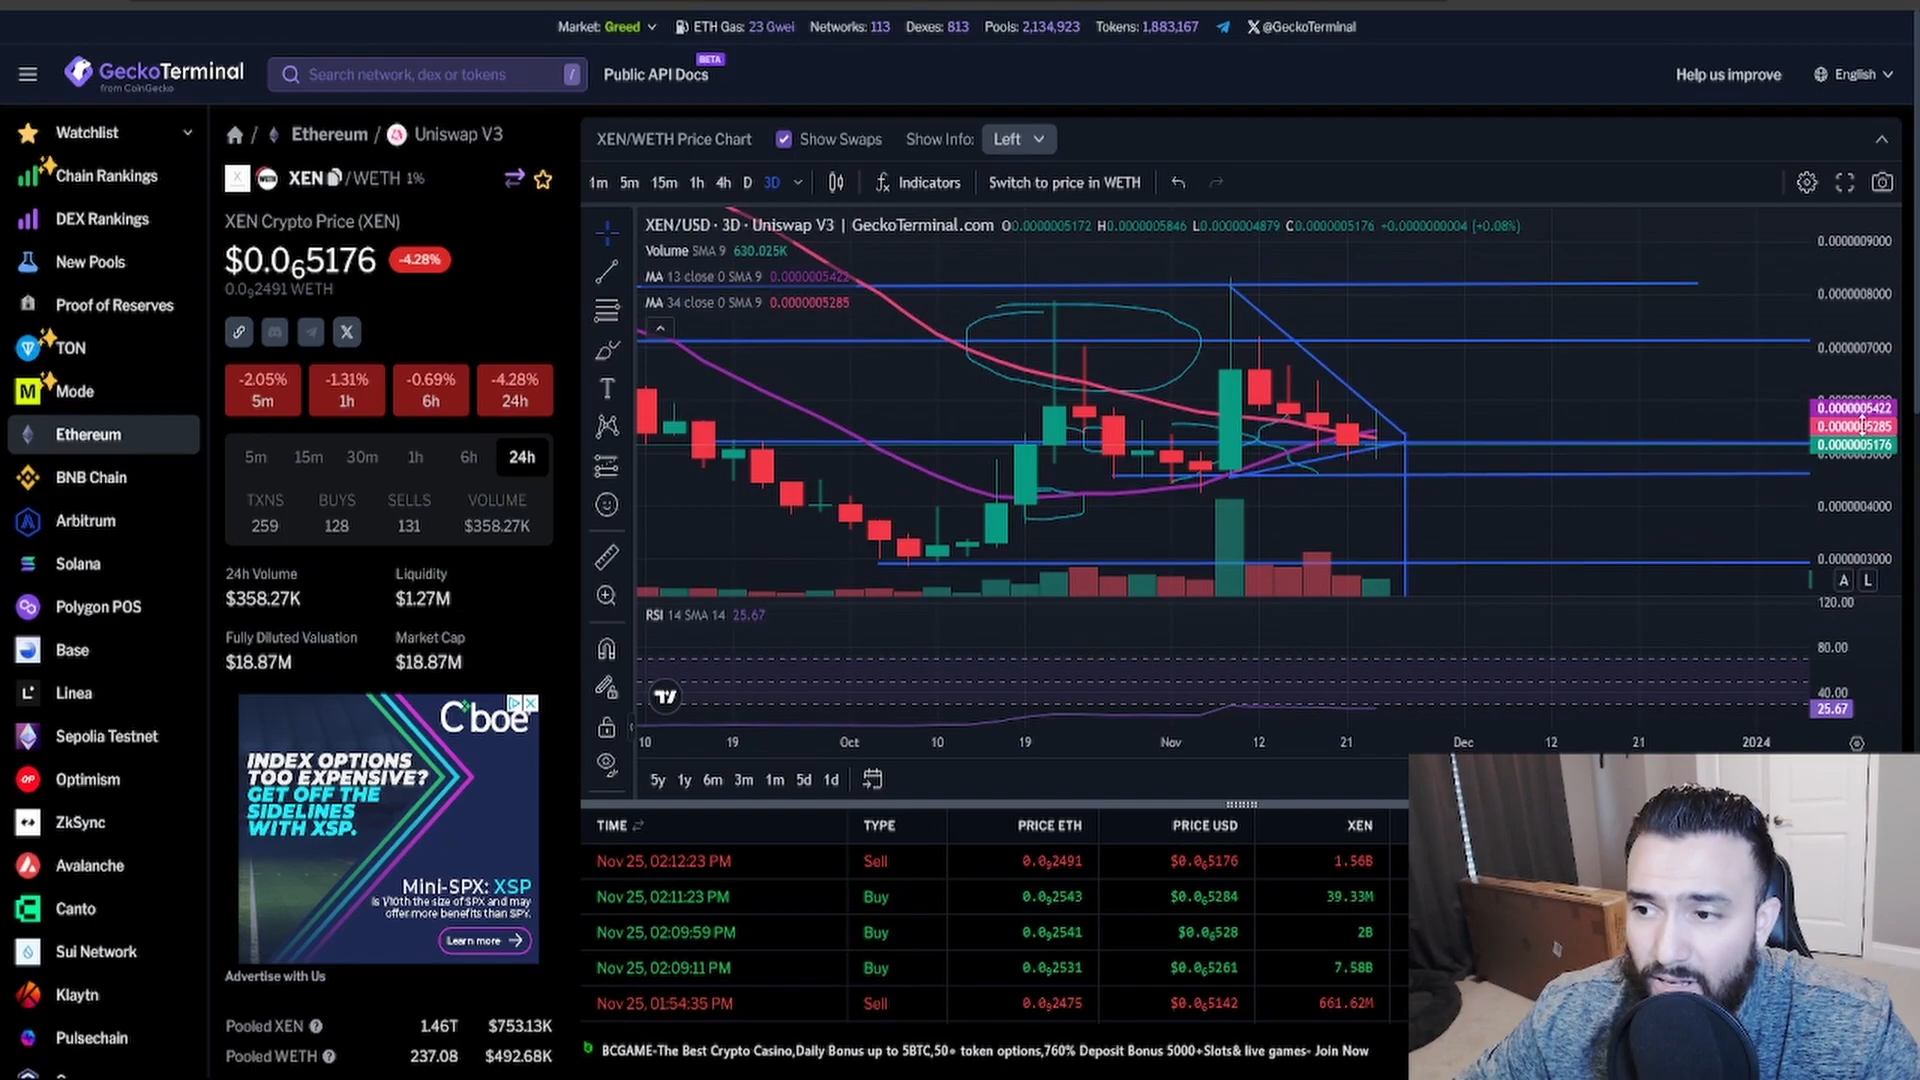 Market: Greed ETH Gas: 23 Gwei Networks: 113 Dexes: 813 Pools: 2,134,923 Tokens: 1,883,167 X @GeckoTerminal
GeckoTerminal
from CoinGecko
Search network, dex or tokens /
Public API Docs
BETA
Help us improve
English
Watchlist
Chain Rankings
DEX Rankings
New Pools
Proof of Reserves
TON
Mode
Ethereum
BNB Chain
Arbitrum
Solana
Polygon POS
Base
Linea
Sepolia Testnet
Optimism
ZkSync
Avalanche
Canto
Sui Network
Klaytn
Pulsechain
/ Ethereum / Uniswap V3
XEN /WETH 1%
XEN Crypto Price (XEN)
$0.0₆5176 -4.28%
0.0₉2491 WETH
-2.05% -1.31% -0.69% -4.28%
5m 1h 6h 24h
5m 15m 30m 1h 6h 24h
TXNS BUYS SELLS VOLUME
259 128 131 $358.27K
24h Volume Liquidity
$358.27K $1.27M
Fully Diluted Valuation Market Cap
$18.87M $18.87M
Cboe
INDEX OPTIONS
TOO EXPENSIVE?
GET OFF THE
SIDELINES
WITH XSP.
Mini-SPX: XSP
is 1/10th the size of SPX and may
offer more benefits than SPY.
Learn more
Advertise with Us
Pooled XEN 1.46T $753.13K
Pooled WETH 237.08 $492.68K
XEN/WETH Price Chart Show Swaps Show Info: Left
1m 5m 15m 1h 4h D 3D Indicators Switch to price in WETH
XEN/USD · 3D · Uniswap V3 | GeckoTerminal.com O0.0000005172 H0.0000005846 L0.0000004879 C0.0000005176 +0.0000000004 (+0.08%)
Volume SMA 9 630.025K
MA 13 close 0 SMA 9 0.0000005422
MA 34 close 0 SMA 9 0.0000005285
0.0000009000
0.0000008000
0.0000007000
0.0000005422
0.0000005285
0.0000005176
0.0000004000
0.0000003000
A L
RSI 14 SMA 14 25.67
120.00
80.00
40.00
25.67
10 19 Oct 10 19 Nov 12 21 Dec 12 21 2024
5y 1y 6m 3m 1m 5d 1d
TIME TYPE PRICE ETH PRICE USD XEN
Nov 25, 02:12:23 PM Sell 0.0₉2491 $0.0₆5176 1.56B
Nov 25, 02:11:23 PM Buy 0.0₉2543 $0.0₆5284 39.33M
Nov 25, 02:09:59 PM Buy 0.0₉2541 $0.0₆528 2B
Nov 25, 02:09:11 PM Buy 0.0₉2531 $0.0₆5261 7.58B
Nov 25, 01:54:35 PM Sell 0.0₉2475 $0.0₆5142 661.62M
BCGAME-The Best Crypto Casino,Daily Bonus up to 5BTC,50+ token options,760% Deposit Bonus 5000+Slots& live games- Join Now